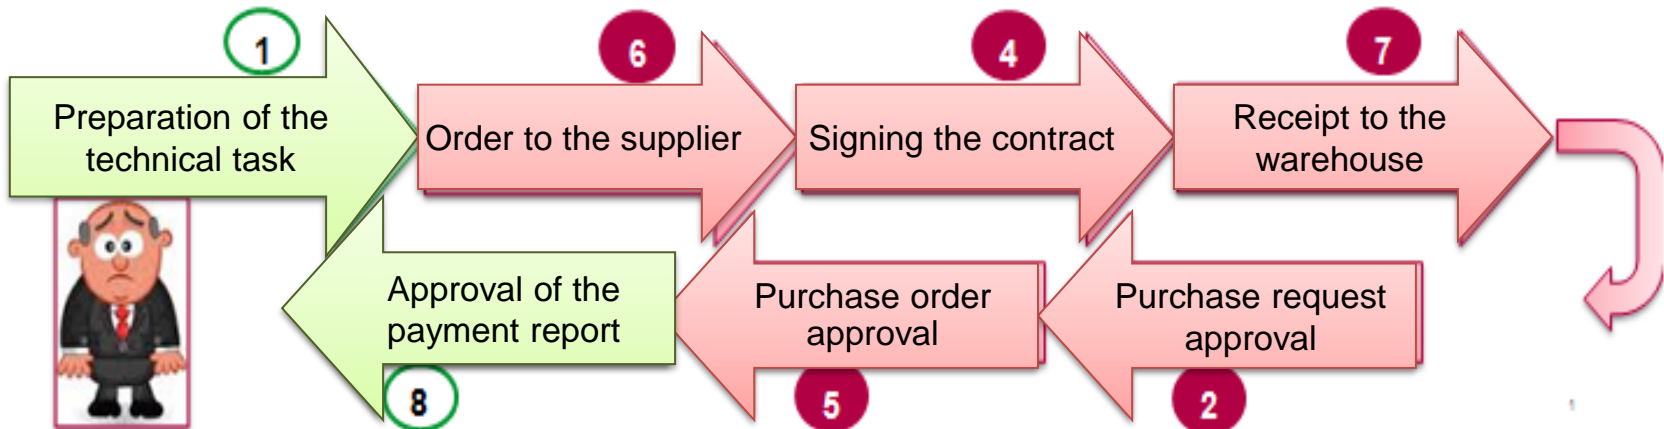 1
Preparation of the
technical task
6
Order to the supplier
4
Signing the contract
7
Receipt to the
warehouse
Approval of the
payment report
8
Purchase order
approval
5
Purchase request
approval
2